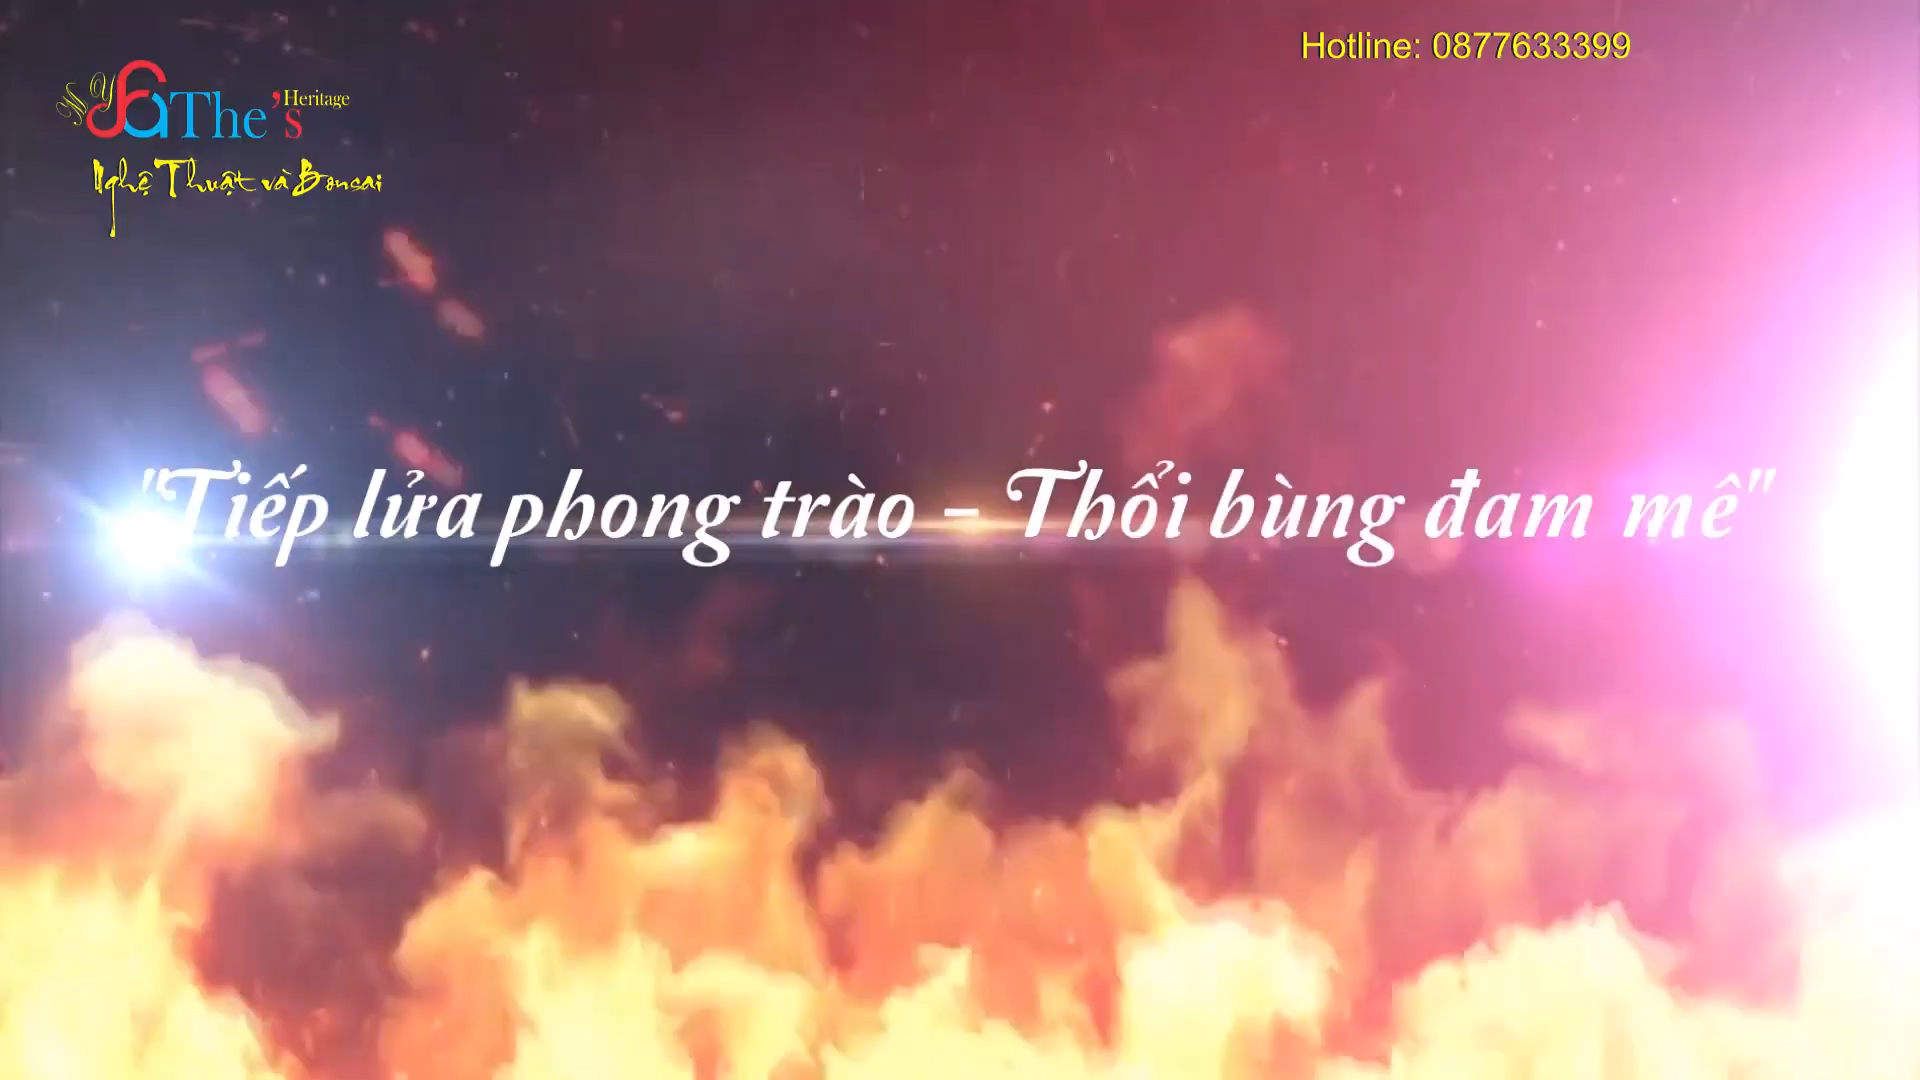 Hotline: 0877633399
The's Heritage
Nghệ Thuật và Bonsai
"Tiếp lửa phong trào – Thổi bùng đam mê"